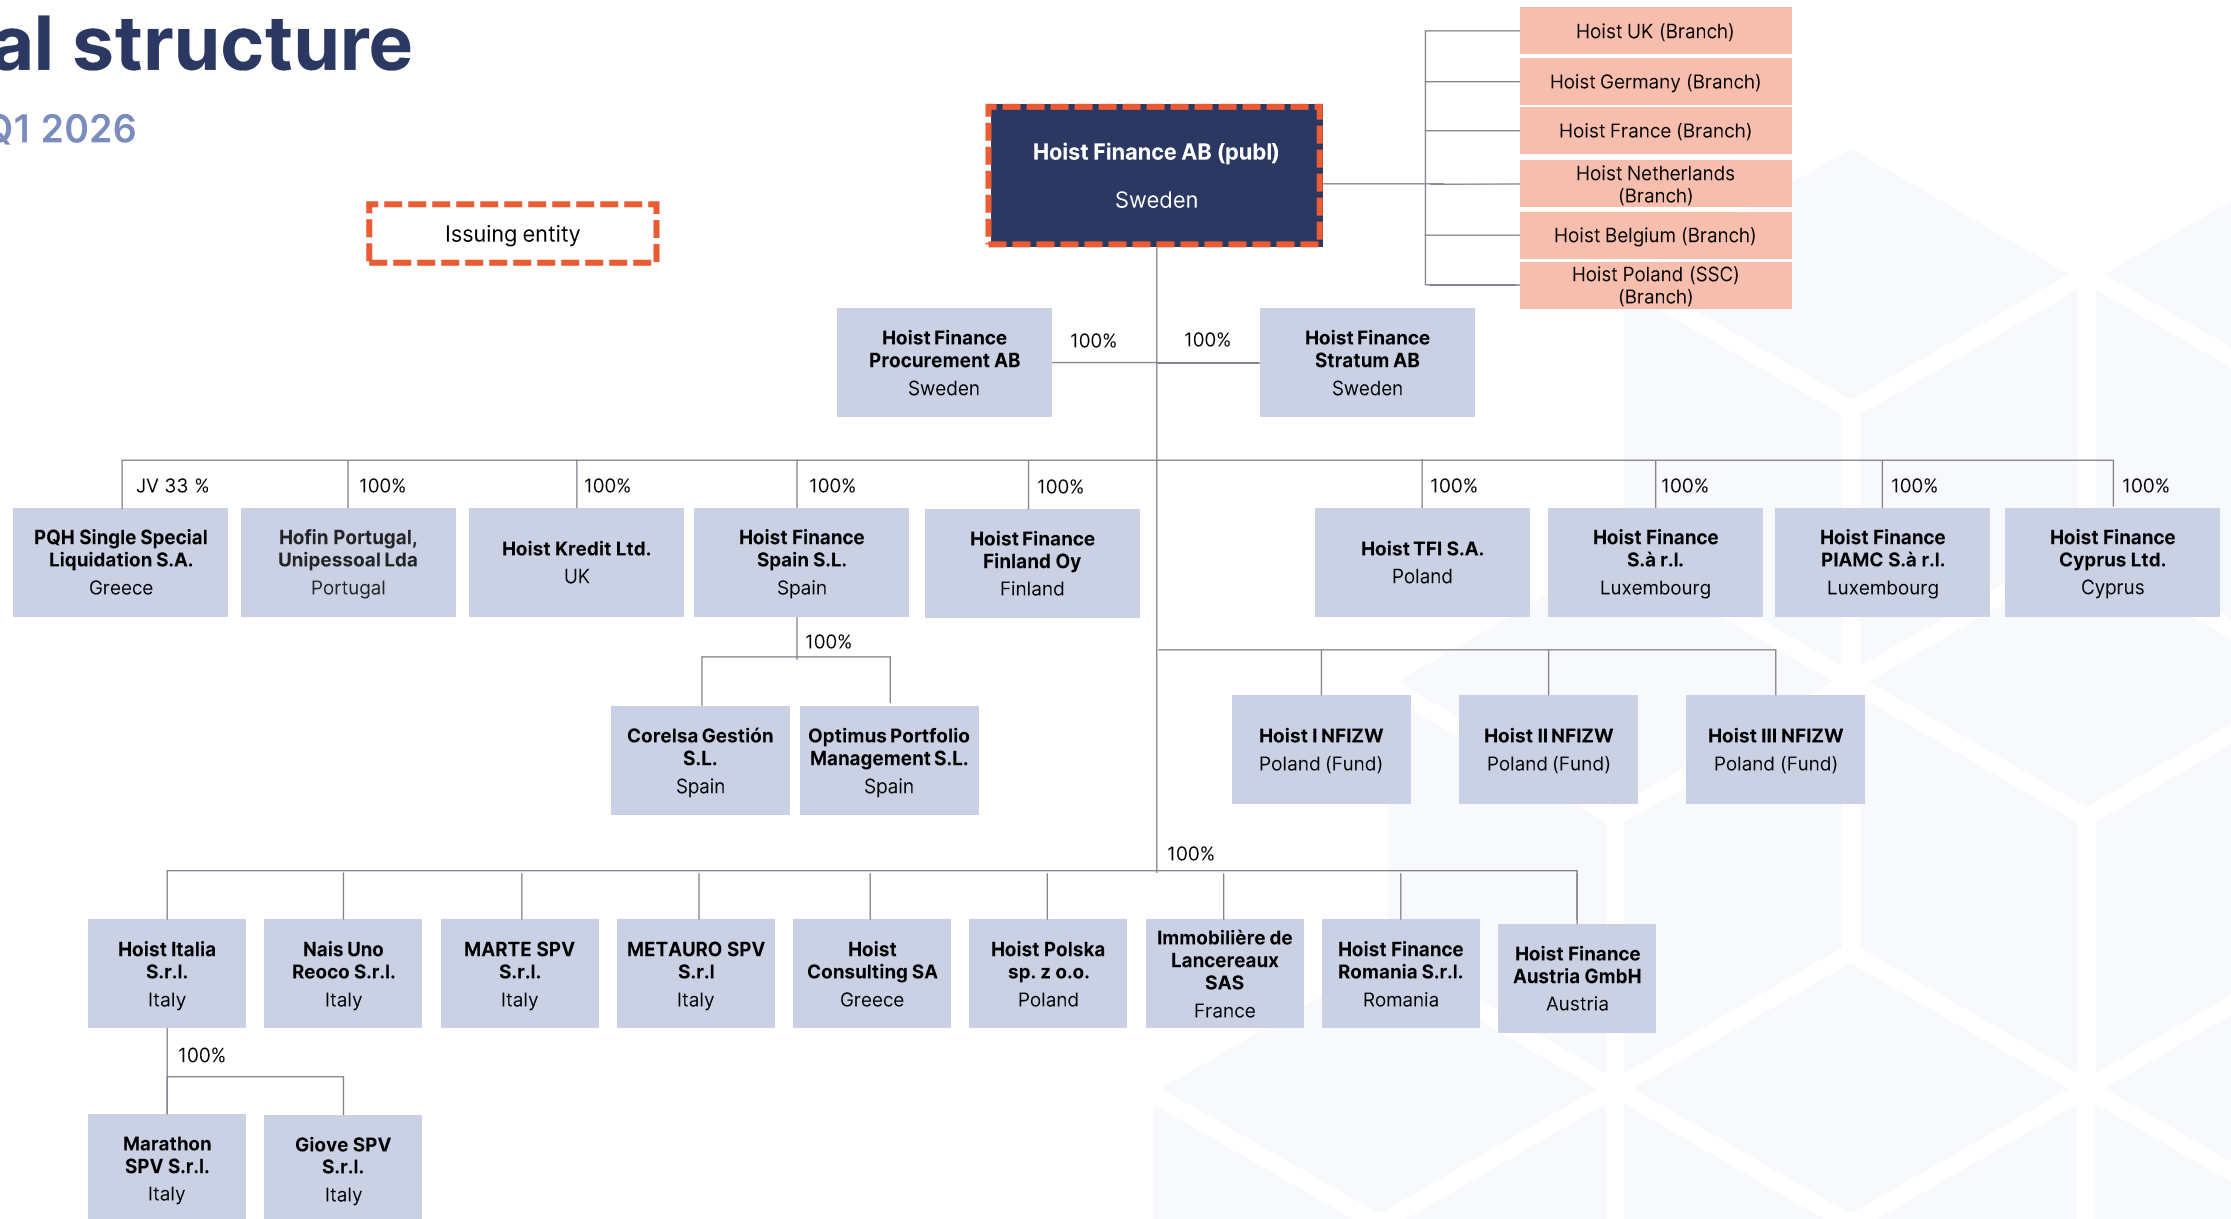 al structure
Q1 2026
Issuing entity
Hoist Finance AB (publ)
Sweden
Hoist UK (Branch)
Hoist Germany (Branch)
Hoist France (Branch)
Hoist Netherlands
(Branch)
Hoist Belgium (Branch)
Hoist Poland (SSC)
(Branch)
Hoist Finance
Procurement AB
Sweden
100%
100%
Hoist Finance
Stratum AB
Sweden
JV 33 %
100%
100%
100%
100%
100%
100%
100%
100%
PQH Single Special
Liquidation S.A.
Greece
Hofin Portugal,
Unipessoal Lda
Portugal
Hoist Kredit Ltd.
UK
Hoist Finance
Spain S.L.
Spain
Hoist Finance
Finland Oy
Finland
Hoist TFI S.A.
Poland
Hoist Finance
S.à r.l.
Luxembourg
Hoist Finance
PIAMC S.à r.l.
Luxembourg
Hoist Finance
Cyprus Ltd.
Cyprus
100%
Corelsa Gestión
S.L.
Spain
Optimus Portfolio
Management S.L.
Spain
Hoist I NFIZW
Poland (Fund)
Hoist II NFIZW
Poland (Fund)
Hoist III NFIZW
Poland (Fund)
100%
Hoist Italia
S.r.l.
Italy
Nais Uno
Reoco S.r.l.
Italy
MARTE SPV
S.r.l.
Italy
METAURO SPV
S.r.l
Italy
Hoist
Consulting SA
Greece
Hoist Polska
sp. z o.o.
Poland
Immobilière de
Lancereaux
SAS
France
Hoist Finance
Romania S.r.l.
Romania
Hoist Finance
Austria GmbH
Austria
100%
Marathon
SPV S.r.l.
Italy
Giove SPV
S.r.l.
Italy